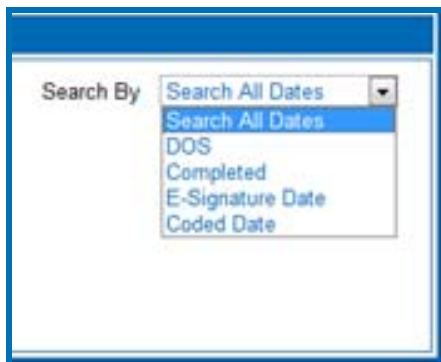 Search By Search All Dates
Search All Dates
DOS
Completed
E-Signature Date
Coded Date